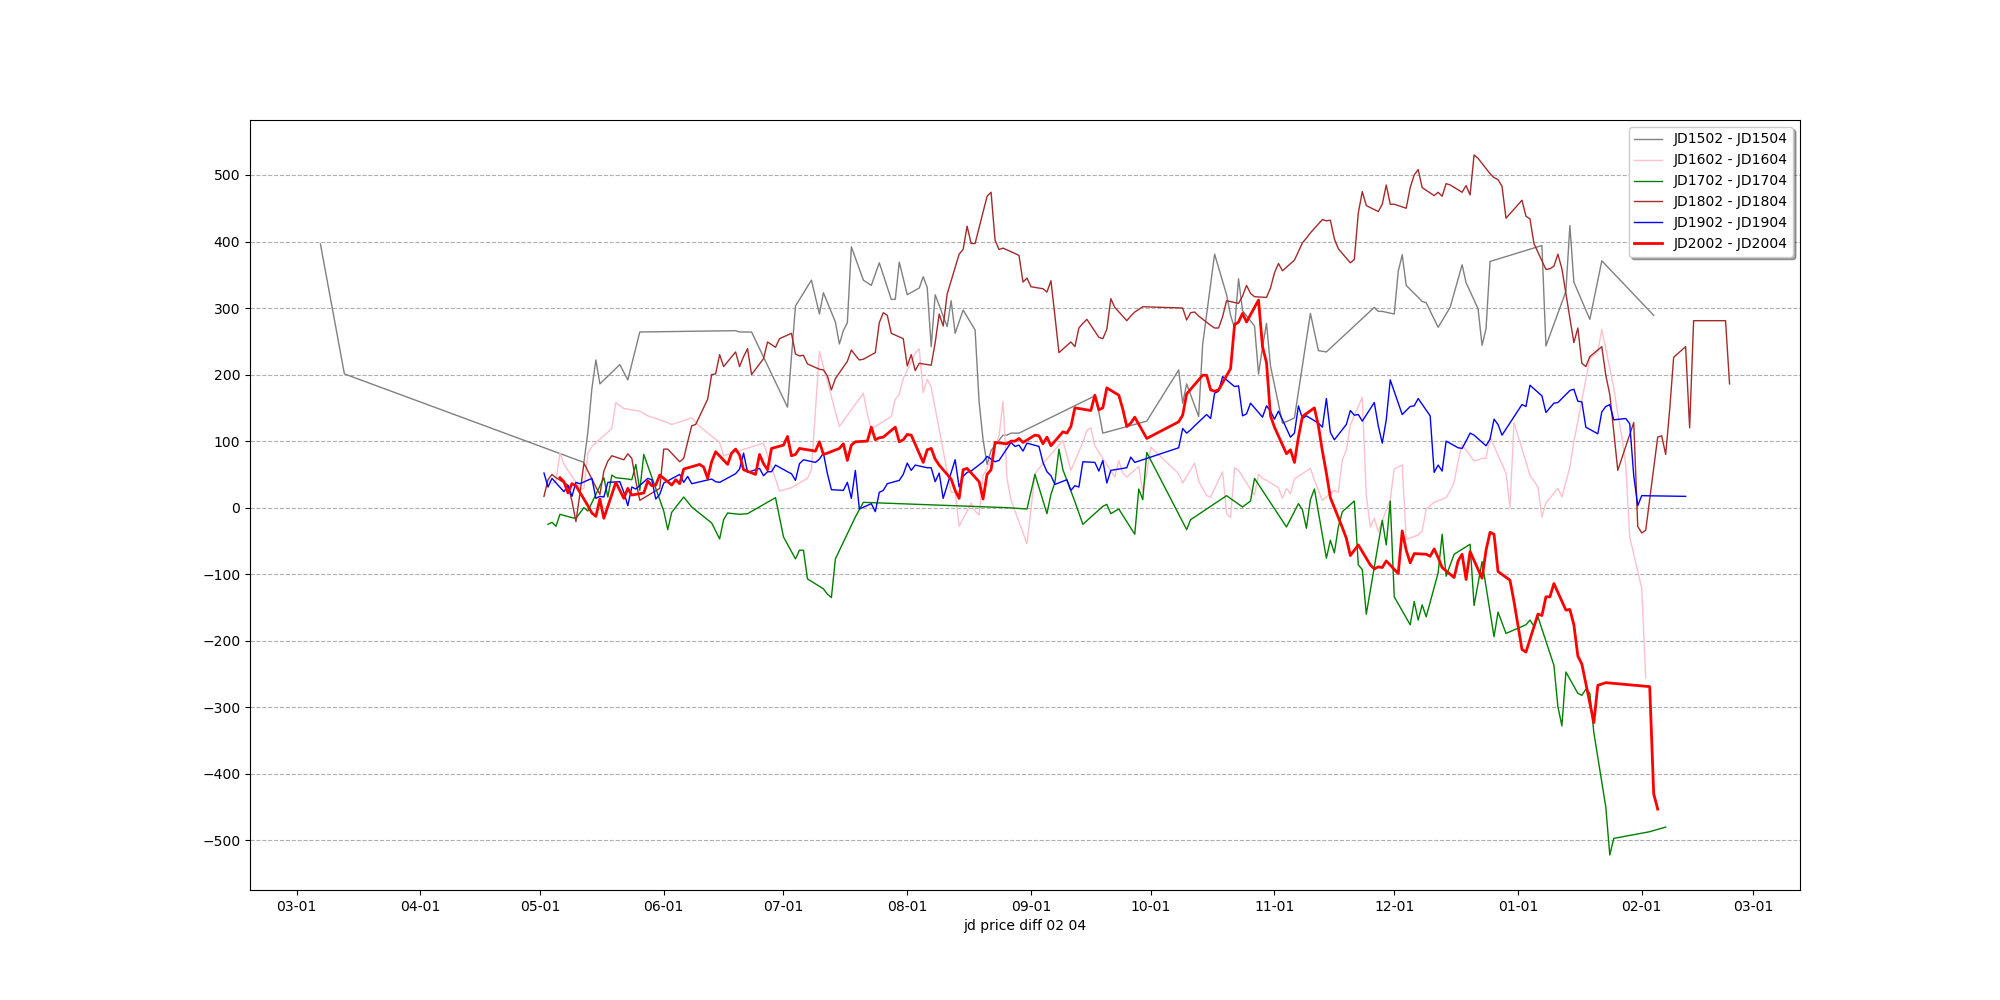 JD1502 - JD1504
JD1602 - JD1604
JD1702 - JD1704
JD1802 - JD1804
JD1902 - JD1904
JD2002 - JD2004
500
400
300
200
100
0
−100
−200
−300
−400
−500
03-01 04-01 05-01 06-01 07-01 08-01 09-01 10-01 11-01 12-01 01-01 02-01 03-01
jd price diff 02 04